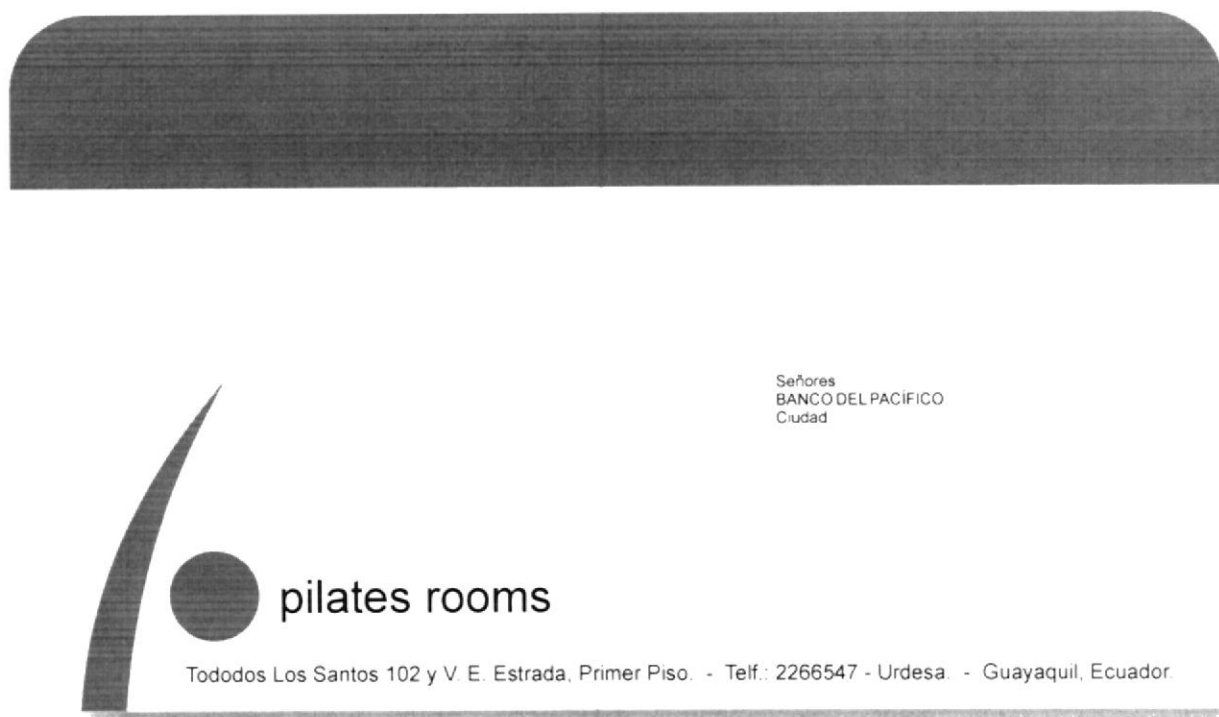 Señores
BANCO DEL PACÍFICO
Ciudad
pilates rooms
Tododos Los Santos 102 y V. E. Estrada, Primer Piso. - Telf.: 2266547 - Urdesa. - Guayaquil, Ecuador.